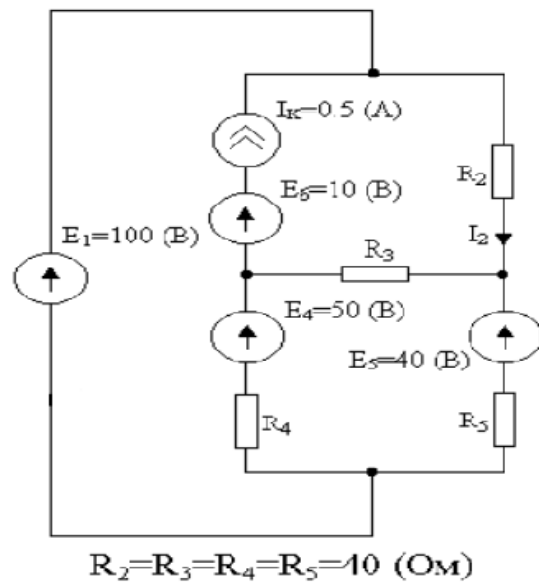 Iк=0.5 (А)
E6=10 (В)
R2
E1=100 (В)
R3
I2
E4=50 (В)
E5=40 (В)
R4
R5
R2=R3=R4=R5=40 (Ом)